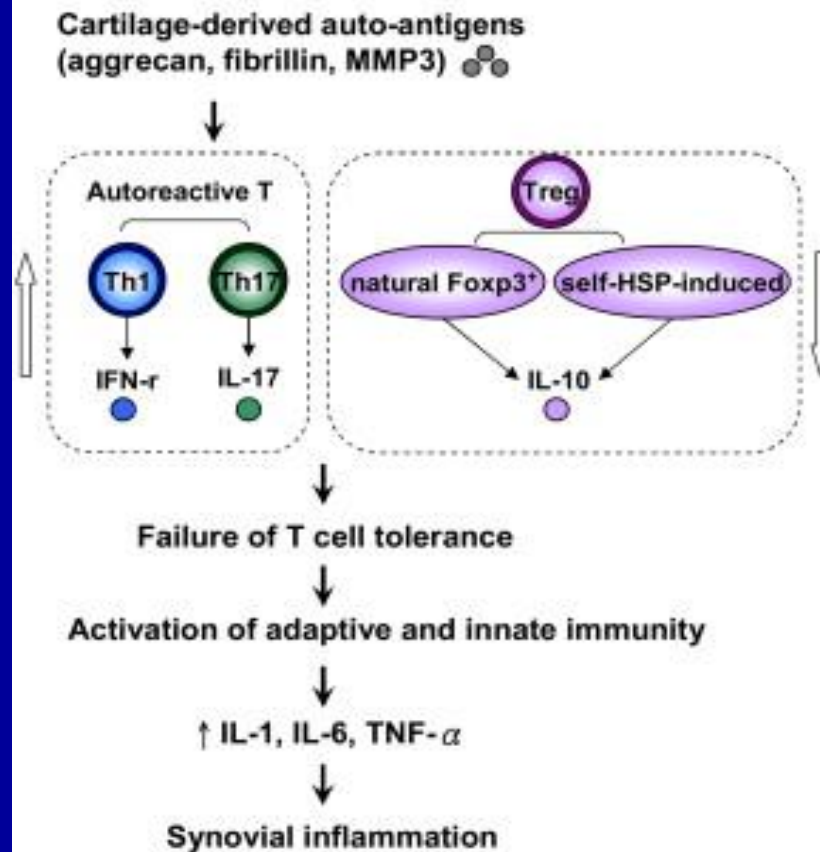 Cartilage-derived auto-antigens
(aggrecan, fibrillin, MMP3)
Autoreactive T
Treg
Th1
Th17
natural Foxp3⁺
self-HSP-induced
IFN-r
IL-17
IL-10
Failure of T cell tolerance
Activation of adaptive and innate immunity
↑ IL-1, IL-6, TNF-α
Synovial inflammation